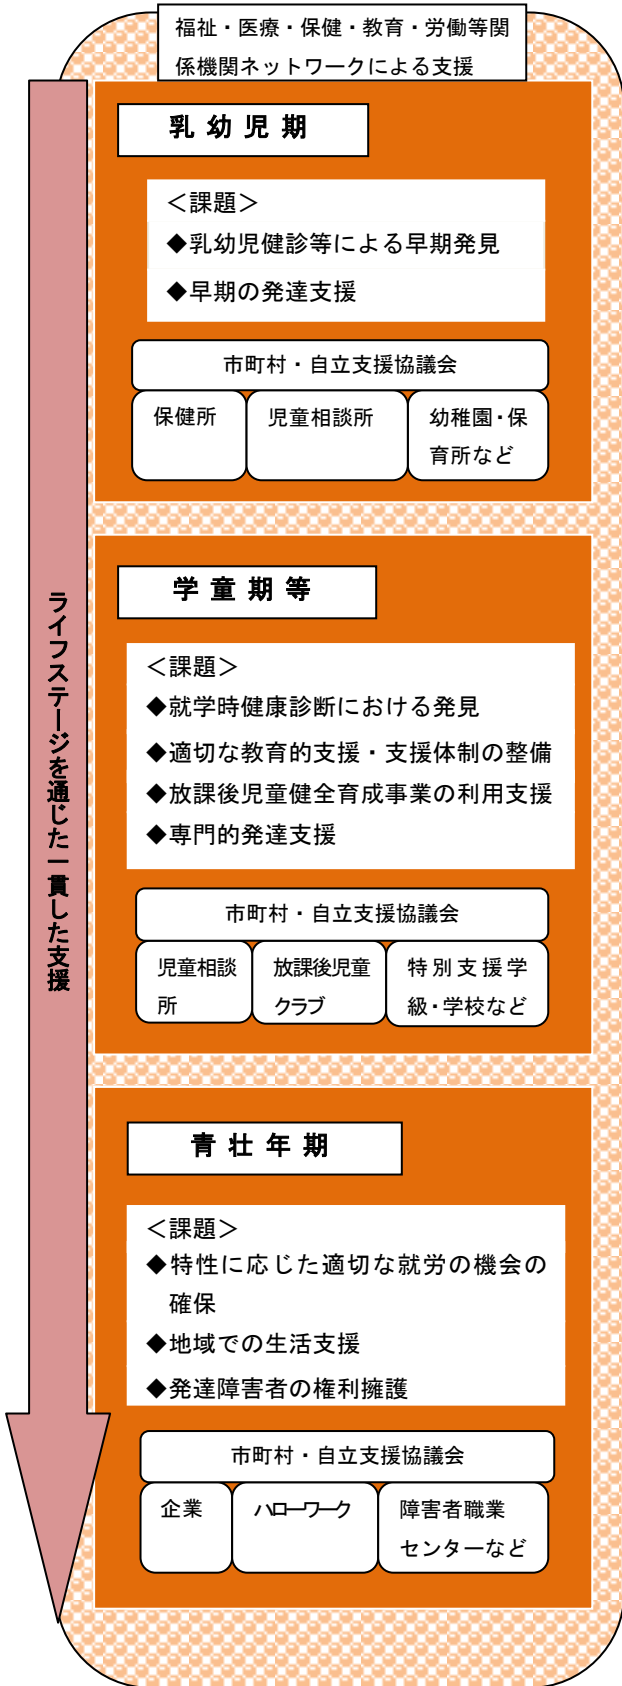 福祉・医療・保健・教育・労働等関
係機関ネットワークによる支援
乳幼児期
＜課題＞
◆乳幼児健診等による早期発見
◆早期の発達支援
市町村・自立支援協議会
保健所
児童相談所
幼稚園・保
育所など
ライフステージを通じた一貫した支援
学童期等
＜課題＞
◆就学時健康診断における発見
◆適切な教育的支援・支援体制の整備
◆放課後児童健全育成事業の利用支援
◆専門的発達支援
市町村・自立支援協議会
児童相談
所
放課後児童
クラブ
特別支援学
級・学校など
青壮年期
＜課題＞
◆特性に応じた適切な就労の機会の
確保
◆地域での生活支援
◆発達障害者の権利擁護
市町村・自立支援協議会
企業
ハローワーク
障害者職業
センターなど